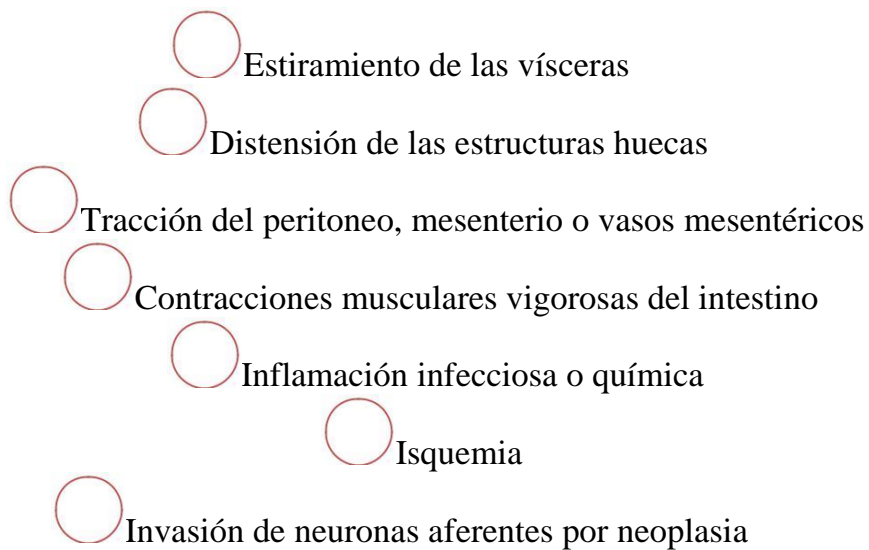 Estiramiento de las vísceras
Distensión de las estructuras huecas
Tracción del peritoneo, mesenterio o vasos mesentéricos
Contracciones musculares vigorosas del intestino
Inflamación infecciosa o química
Isquemia
Invasión de neuronas aferentes por neoplasia